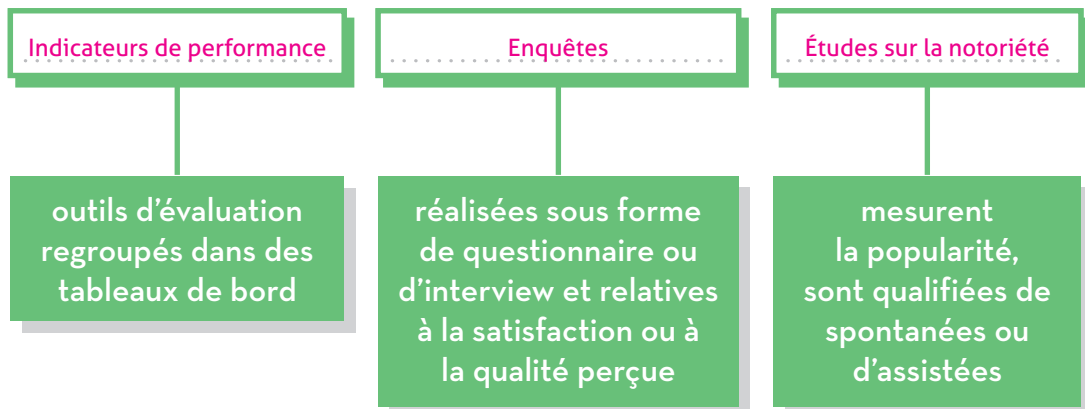 Indicateurs de performance
outils d’évaluation
regroupés dans des
tableaux de bord
Enquêtes
réalisées sous forme
de questionnaire ou
d’interview et relatives
à la satisfaction ou à
la qualité perçue
Études sur la notoriété
mesurent
la popularité,
sont qualifiées de
spontanées ou
d’assistées